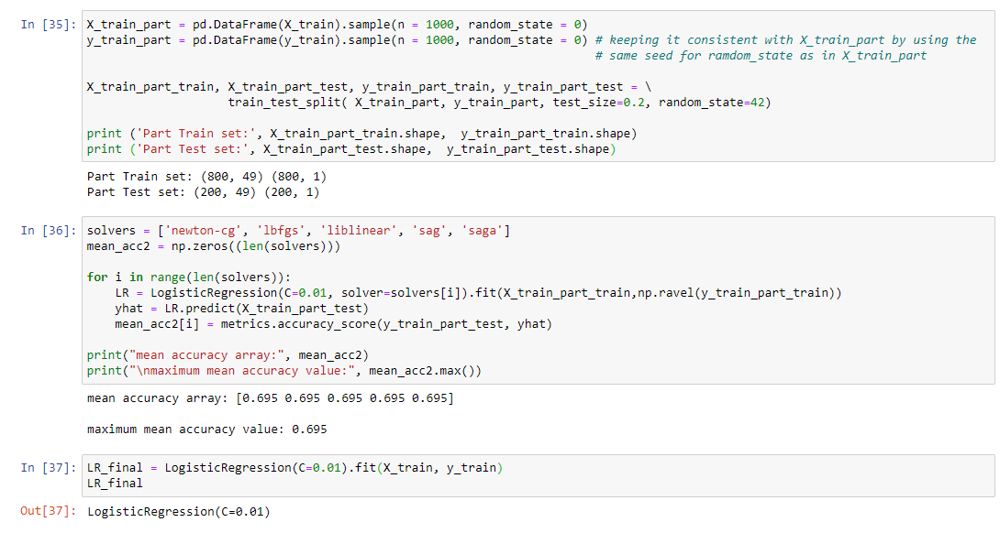 In [35]: X_train_part = pd.DataFrame(X_train).sample(n = 1000, random_state = 0)
y_train_part = pd.DataFrame(y_train).sample(n = 1000, random_state = 0) # keeping it consistent with X_train_part by using the
# same seed for ramdom_state as in X_train_part
X_train_part_train, X_train_part_test, y_train_part_train, y_train_part_test = \
train_test_split( X_train_part, y_train_part, test_size=0.2, random_state=42)
print ('Part Train set:', X_train_part_train.shape,  y_train_part_train.shape)
print ('Part Test set:', X_train_part_test.shape,  y_train_part_test.shape)
Part Train set: (800, 49) (800, 1)
Part Test set: (200, 49) (200, 1)
In [36]: solvers = ['newton-cg', 'lbfgs', 'liblinear', 'sag', 'saga']
mean_acc2 = np.zeros((len(solvers)))
for i in range(len(solvers)):
LR = LogisticRegression(C=0.01, solver=solvers[i]).fit(X_train_part_train,np.ravel(y_train_part_train))
yhat = LR.predict(X_train_part_test)
mean_acc2[i] = metrics.accuracy_score(y_train_part_test, yhat)
print("mean accuracy array:", mean_acc2)
print("\nmaximum mean accuracy value:", mean_acc2.max())
mean accuracy array: [0.695 0.695 0.695 0.695 0.695]
maximum mean accuracy value: 0.695
In [37]: LR_final = LogisticRegression(C=0.01).fit(X_train, y_train)
LR_final
Out[37]: LogisticRegression(C=0.01)